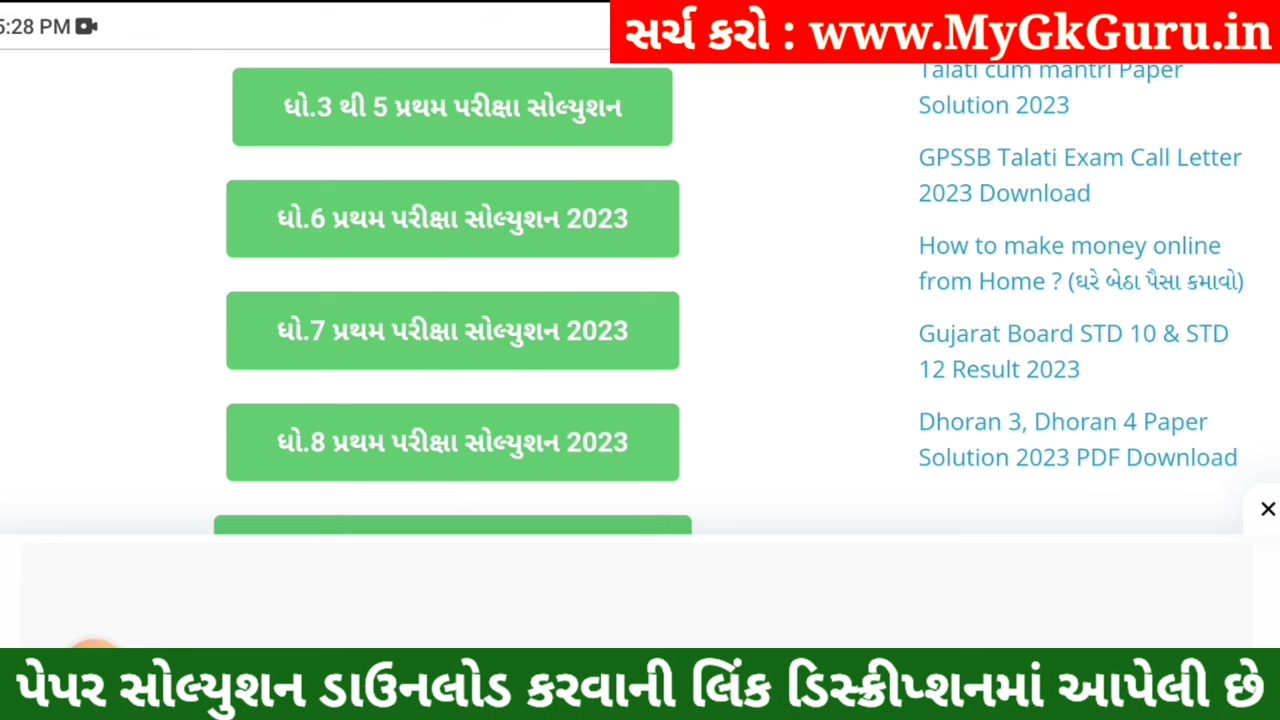 5:28 PM
સર્ચ કરો : www.MyGkGuru.in
ધો.3 થી 5 પ્રથમ પરીક્ષા સોલ્યુશન
ધો.6 પ્રથમ પરીક્ષા સોલ્યુશન 2023
ધો.7 પ્રથમ પરીક્ષા સોલ્યુશન 2023
ધો.8 પ્રથમ પરીક્ષા સોલ્યુશન 2023
Talati cum mantri Paper
Solution 2023
GPSSB Talati Exam Call Letter
2023 Download
How to make money online
from Home ? (ઘરે બેઠા પૈસા કમાવો)
Gujarat Board STD 10 & STD
12 Result 2023
Dhoran 3, Dhoran 4 Paper
Solution 2023 PDF Download
પેપર સોલ્યુશન ડાઉનલોડ કરવાની લિંક ડિસ્ક્રીપ્શનમાં આપેલી છે